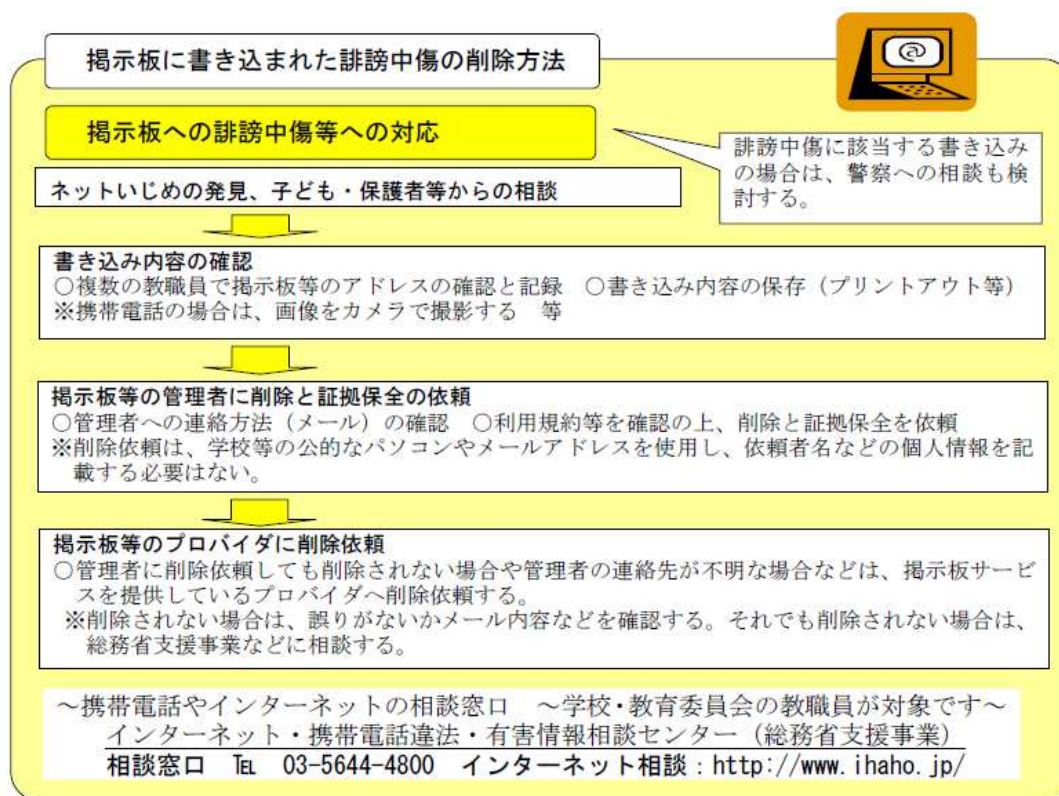 掲示板に書き込まれた誹謗中傷の削除方法
@
掲示板への誹謗中傷等への対応
誹謗中傷に該当する書き込み
の場合は、警察への相談も検
討する。
ネットいじめの発見、子ども・保護者等からの相談
書き込み内容の確認
○複数の教職員で掲示板等のアドレスの確認と記録　○書き込み内容の保存（プリントアウト等）
※携帯電話の場合は、画像をカメラで撮影する　等
掲示板等の管理者に削除と証拠保全の依頼
○管理者への連絡方法（メール）の確認　○利用規約等を確認の上、削除と証拠保全を依頼
※削除依頼は、学校等の公的なパソコンやメールアドレスを使用し、依頼者名などの個人情報を記
載する必要はない。
掲示板等のプロバイダに削除依頼
○管理者に削除依頼しても削除されない場合や管理者の連絡先が不明な場合などは、掲示板サービ
スを提供しているプロバイダへ削除依頼する。
※削除されない場合は、誤りがないかメール内容などを確認する。それでも削除されない場合は、
総務省支援事業などに相談する。
～携帯電話やインターネットの相談窓口　～学校・教育委員会の教職員が対象です～
インターネット・携帯電話違法・有害情報相談センター（総務省支援事業）
相談窓口　℡　03-5644-4800　インターネット相談：http://www.ihaho.jp/